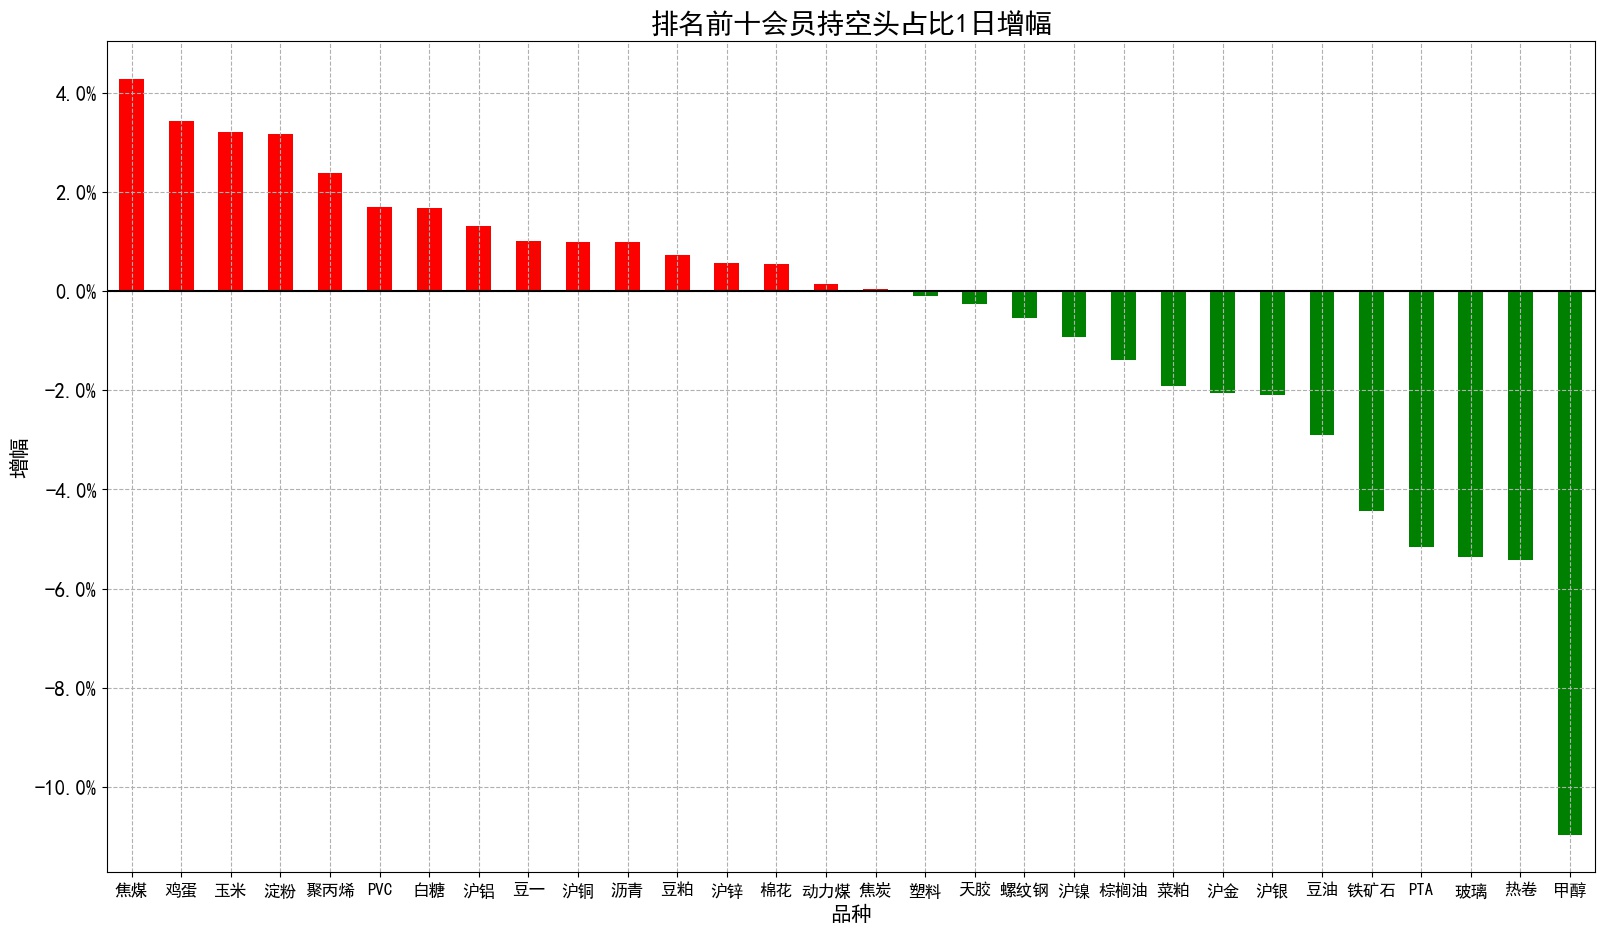 排名前十会员持空头占比1日增幅
4.0%
2.0%
0.0%
−2.0%
−4.0%
−6.0%
−8.0%
−10.0%
增幅
焦煤 鸡蛋 玉米 淀粉 聚丙烯 PVC 白糖 沪铝 豆一 沪铜 沥青 豆粕 沪锌 棉花 动力煤 焦炭 塑料 天胶 螺纹钢 沪镍 棕榈油 菜粕 沪金 沪银 豆油 铁矿石 PTA 玻璃 热卷 甲醇
品种